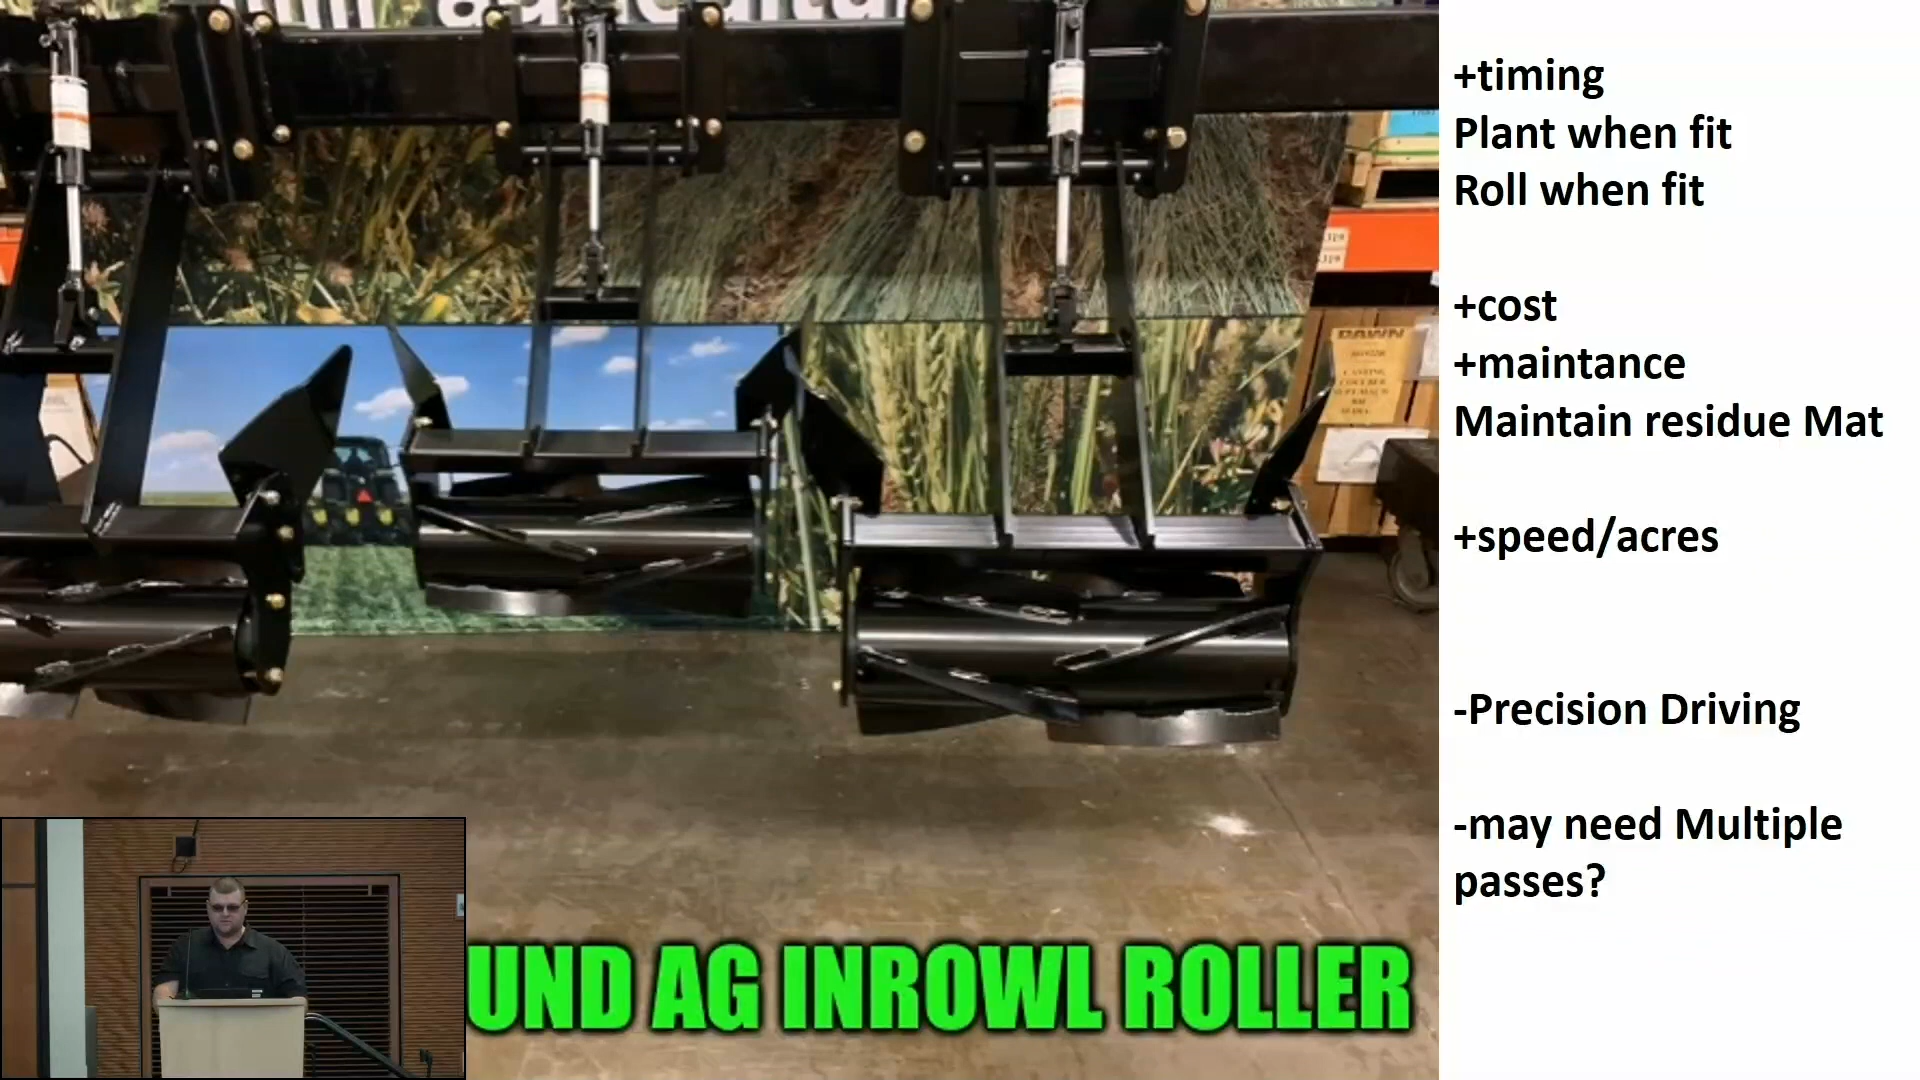 +timing
Plant when fit
Roll when fit
+cost
+maintance
Maintain residue Mat
+speed/acres
-Precision Driving
-may need Multiple
passes?
DAWN
UND AG INROWL ROLLER